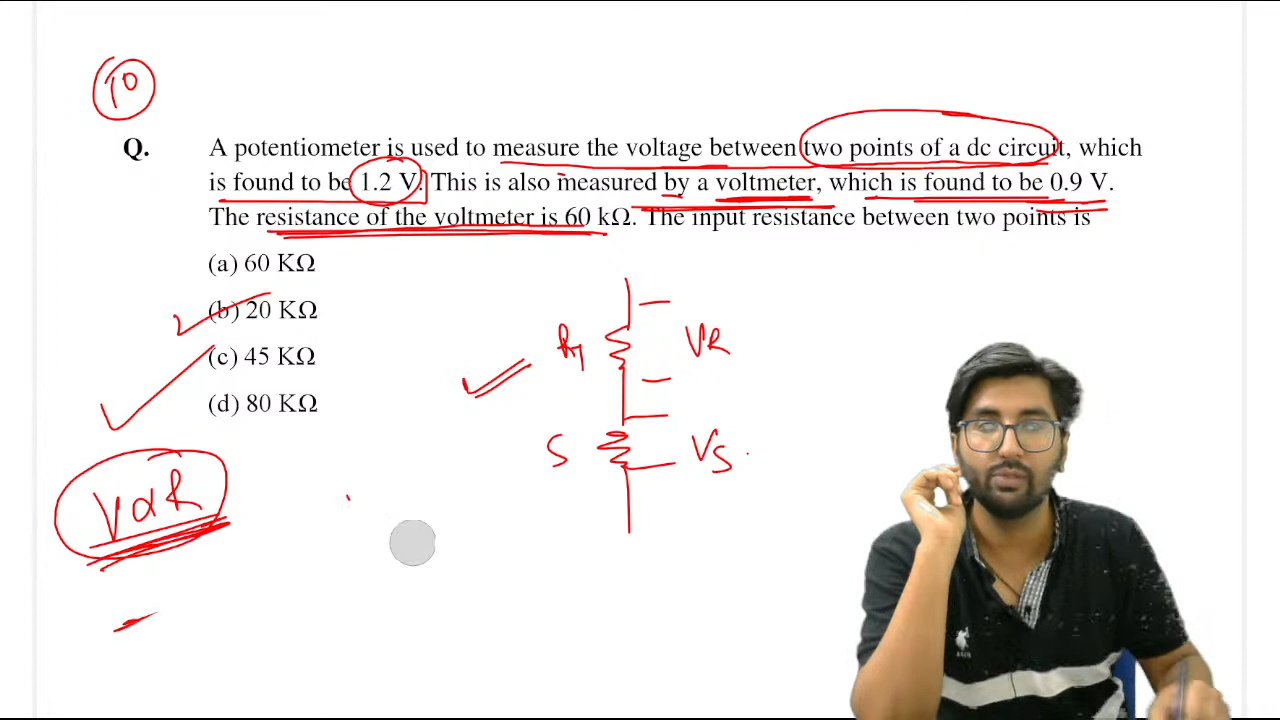 10
Q. A potentiometer is used to measure the voltage between two points of a dc circuit, which
is found to be 1.2 V. This is also measured by a voltmeter, which is found to be 0.9 V.
The resistance of the voltmeter is 60 kΩ. The input resistance between two points is
(a) 60 KΩ
(b) 20 KΩ
(c) 45 KΩ
(d) 80 KΩ
VR
S VS
V α R